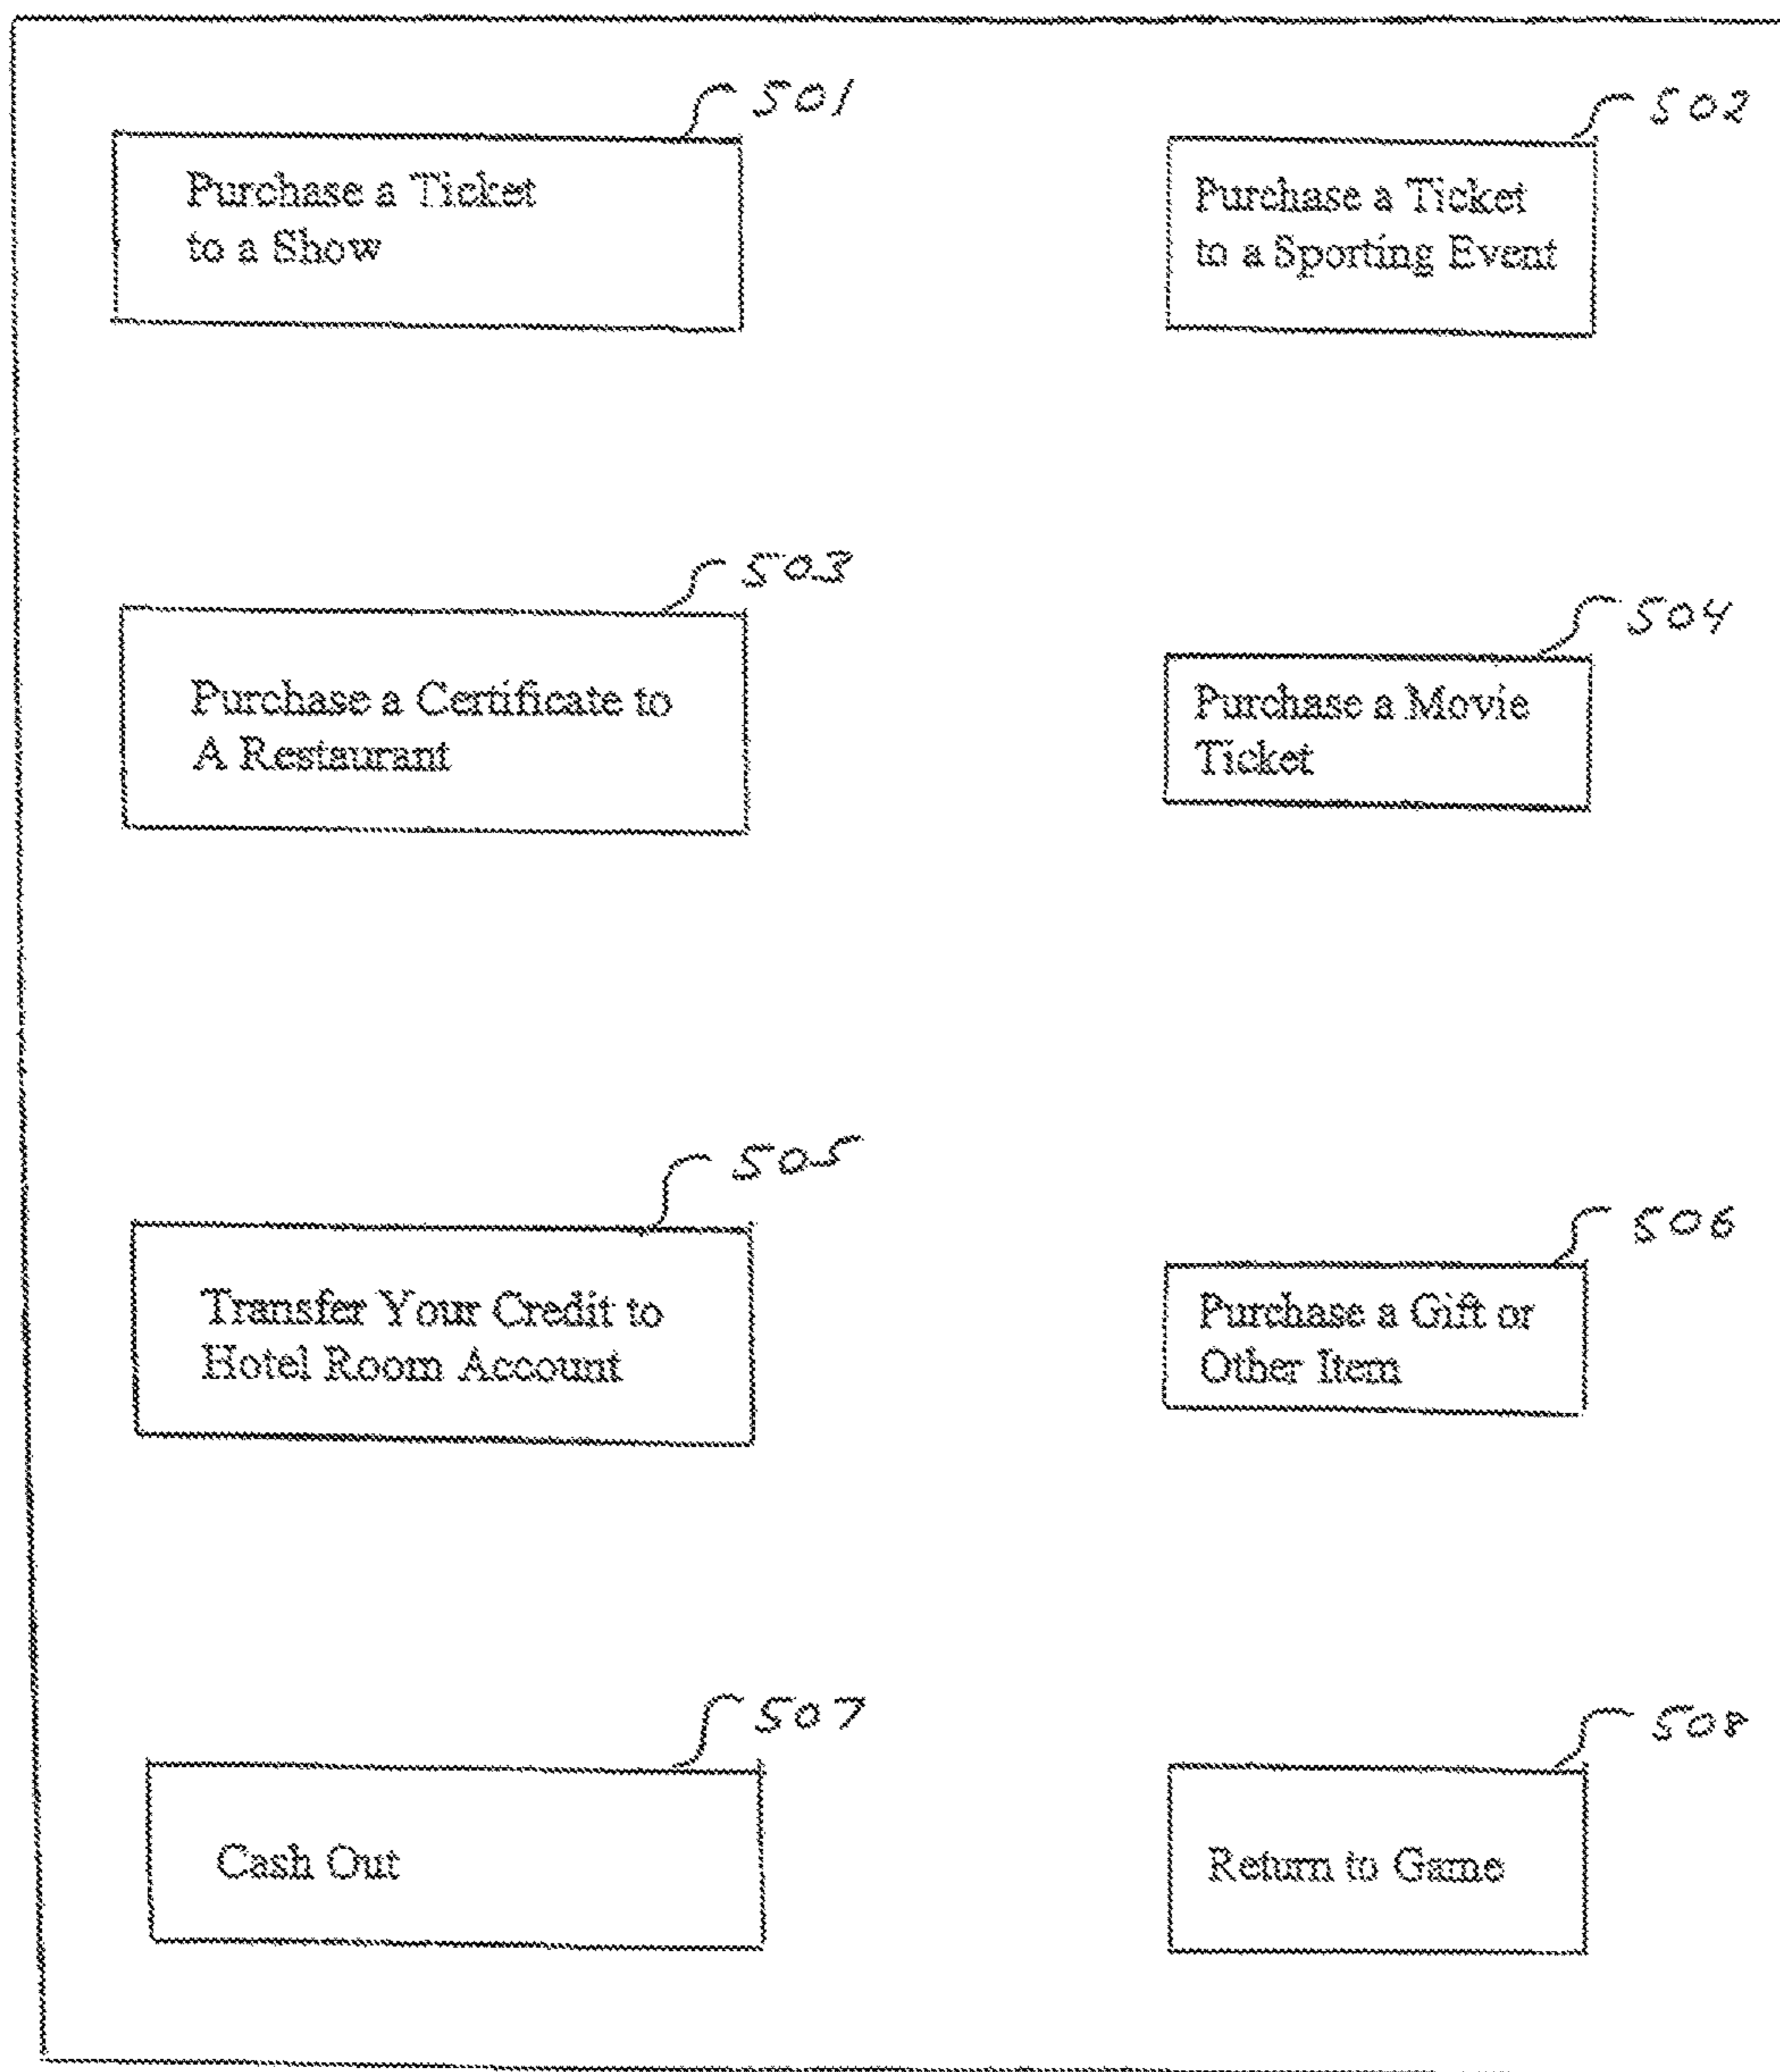 501
Purchase a Ticket
to a Show
502
Purchase a Ticket
to a Sporting Event
503
Purchase a Certificate to
A Restaurant
504
Purchase a Movie
Ticket
505
Transfer Your Credit to
Hotel Room Account
506
Purchase a Gift or
Other Item
507
Cash Out
508
Return to Game